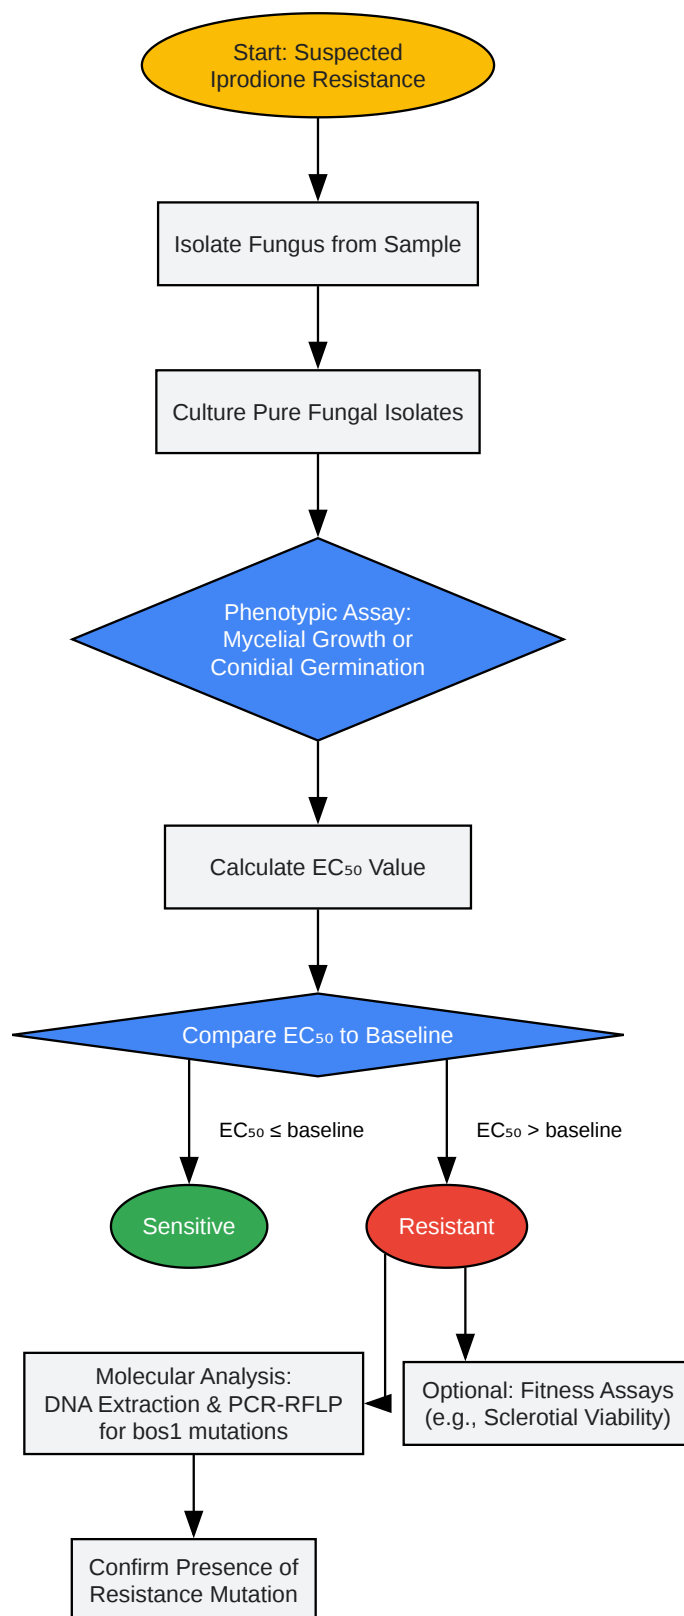 Start: Suspected
Iprodione Resistance
Isolate Fungus from Sample
Culture Pure Fungal Isolates
Phenotypic Assay:
Mycelial Growth or
Conidial Germination
Calculate EC₅₀ Value
Compare EC₅₀ to Baseline
EC₅₀ ≤ baseline
EC₅₀ > baseline
Sensitive
Resistant
Molecular Analysis:
DNA Extraction & PCR-RFLP
for bos1 mutations
Optional: Fitness Assays
(e.g., Sclerotial Viability)
Confirm Presence of
Resistance Mutation